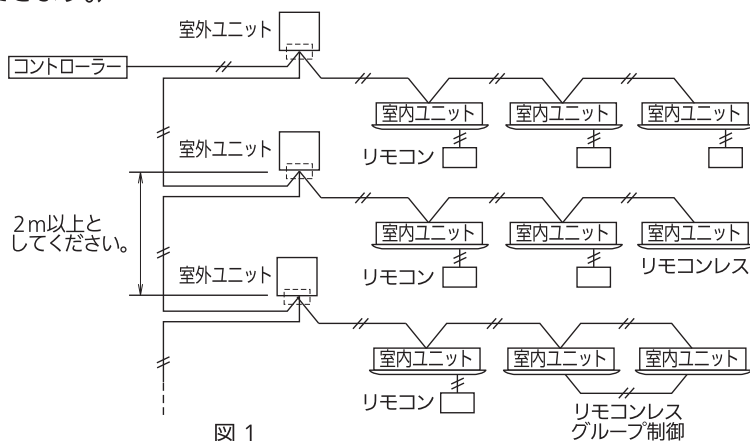 室外ユニット
コントローラー
室内ユニット 室内ユニット 室内ユニット
リモコン
室外ユニット
2m以上と
してください。
室内ユニット 室内ユニット 室内ユニット
リモコン
リモコンレス
室外ユニット
室内ユニット 室内ユニット 室内ユニット
リモコン
リモコンレス
グループ制御
図 1